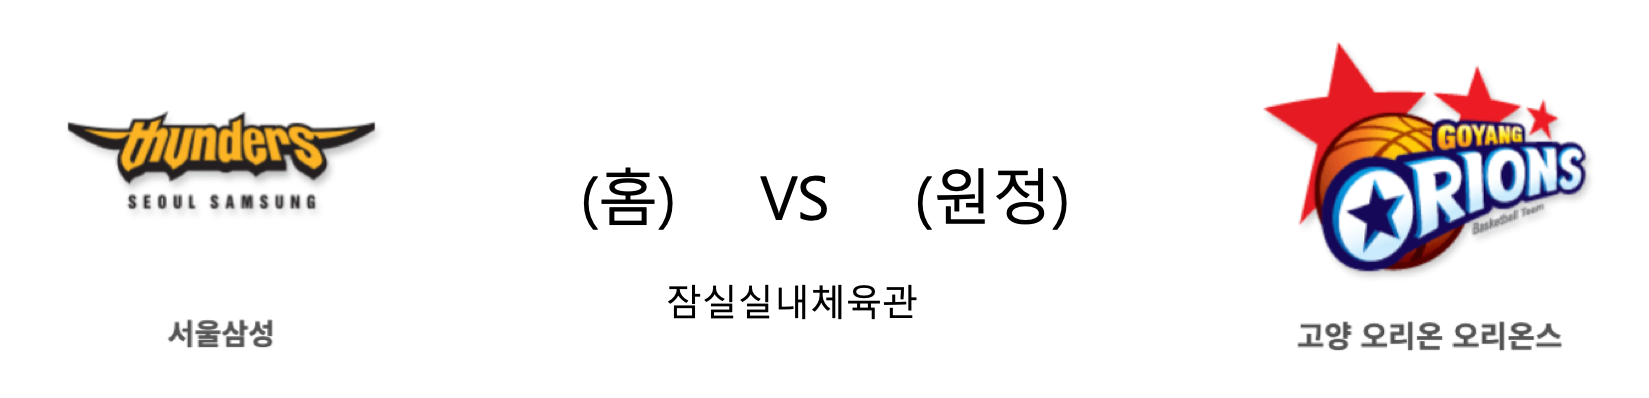 thunders
SEOUL SAMSUNG
서울삼성
(홈) VS (원정)
잠실실내체육관
GOYANG
ORIONS
Basketball Team
고양 오리온 오리온스